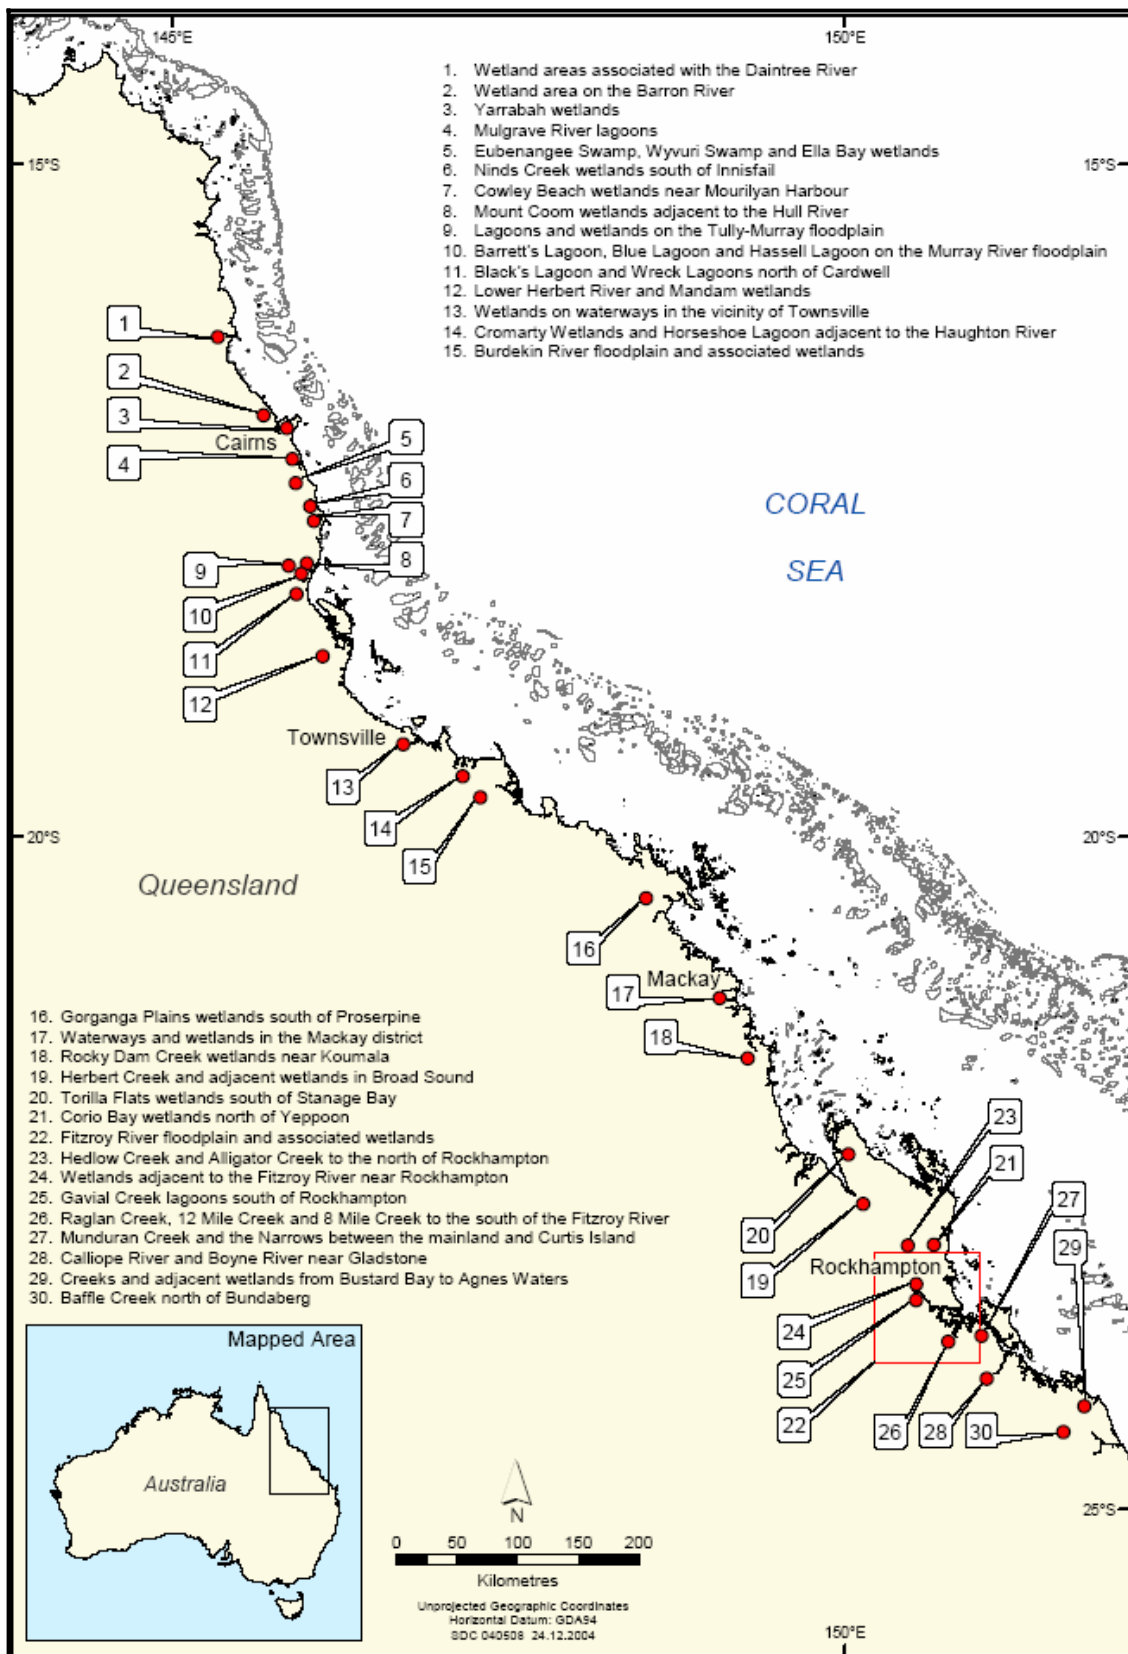 145°E
150°E
1. Wetland areas associated with the Daintree River
2. Wetland area on the Barron River
3. Yarrabah wetlands
4. Mulgrave River lagoons
5. Eubenangee Swamp, Wyvuri Swamp and Ella Bay wetlands
6. Ninds Creek wetlands south of Innisfail
7. Cowley Beach wetlands near Mourilyan Harbour
8. Mount Coom wetlands adjacent to the Hull River
9. Lagoons and wetlands on the Tully-Murray floodplain
10. Barrett's Lagoon, Blue Lagoon and Hassell Lagoon on the Murray River floodplain
11. Black's Lagoon and Wreck Lagoons north of Cardwell
12. Lower Herbert River and Mandam wetlands
13. Wetlands on waterways in the vicinity of Townsville
14. Cromarty Wetlands and Horseshoe Lagoon adjacent to the Haughton River
15. Burdekin River floodplain and associated wetlands
15°S
15°S
1
2
3
Cairns
4
5
6
7
8
9
10
11
12
CORAL
SEA
Townsville
13
14
15
20°S
20°S
Queensland
16
Mackay
17
18
16. Gorganga Plains wetlands south of Proserpine
17. Waterways and wetlands in the Mackay district
18. Rocky Dam Creek wetlands near Koumala
19. Herbert Creek and adjacent wetlands in Broad Sound
20. Torilla Flats wetlands south of Stanage Bay
21. Corio Bay wetlands north of Yeppoon
22. Fitzroy River floodplain and associated wetlands
23. Hedlow Creek and Alligator Creek to the north of Rockhampton
24. Wetlands adjacent to the Fitzroy River near Rockhampton
25. Gavial Creek lagoons south of Rockhampton
26. Raglan Creek, 12 Mile Creek and 8 Mile Creek to the south of the Fitzroy River
27. Munduran Creek and the Narrows between the mainland and Curtis Island
28. Calliope River and Boyne River near Gladstone
29. Creeks and adjacent wetlands from Bustard Bay to Agnes Waters
30. Baffle Creek north of Bundaberg
23
21
27
29
20
19
Rockhampton
24
25
22
26
28
30
Mapped Area
Australia
N
0 50 100 150 200
Kilometres
Unprojected Geographic Coordinates
Horizontal Datum: GDA94
SDC 040508 24.12.2004
25°S
150°E